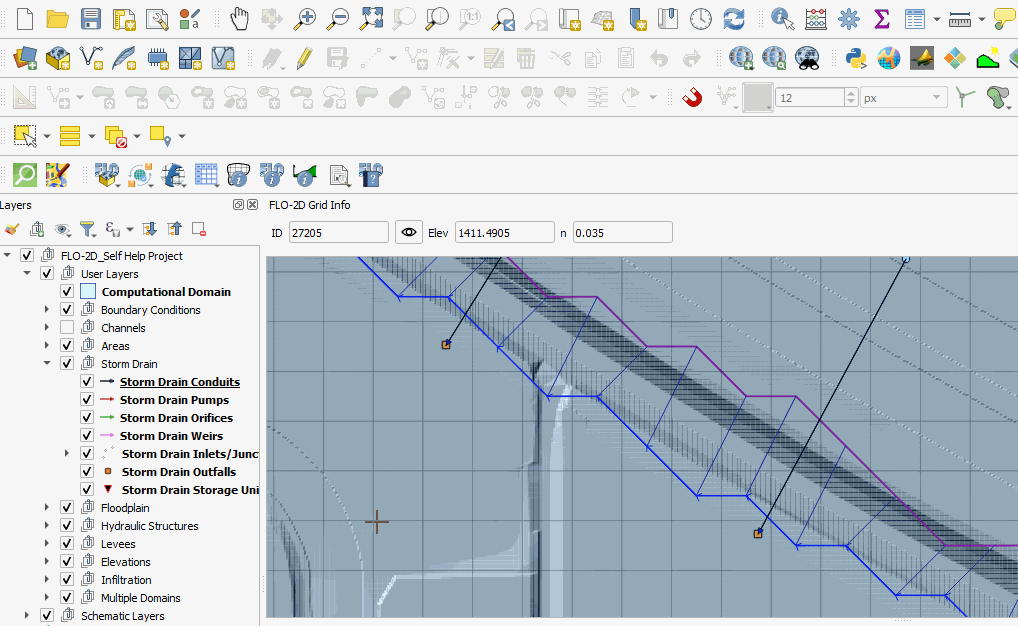 1:1
a
12
px
Layers
FLO-2D Grid Info
ID 27205 Elev 1411.4905 n 0.035
FLO-2D_Self Help Project
User Layers
Computational Domain
Boundary Conditions
Channels
Areas
Storm Drain
Storm Drain Conduits
Storm Drain Pumps
Storm Drain Orifices
Storm Drain Weirs
Storm Drain Inlets/Junc
Storm Drain Outfalls
Storm Drain Storage Uni
Floodplain
Hydraulic Structures
Levees
Elevations
Infiltration
Multiple Domains
Schematic Layers